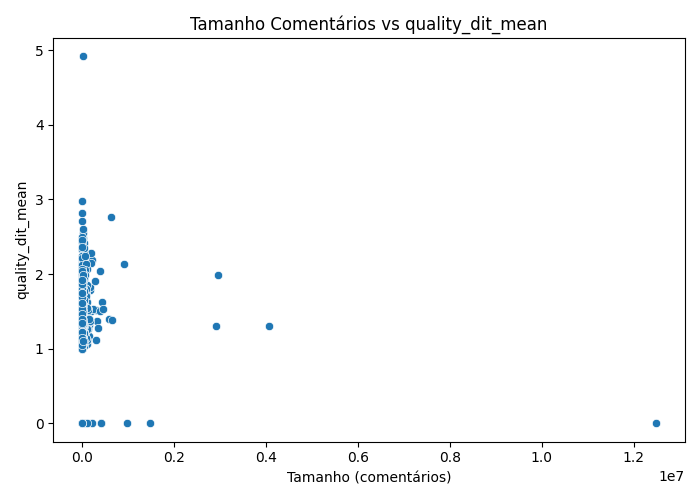 Tamanho Comentários vs quality_dit_mean
quality_dit_mean
5
4
3
2
1
0
0.0 0.2 0.4 0.6 0.8 1.0 1.2
1e7
Tamanho (comentários)